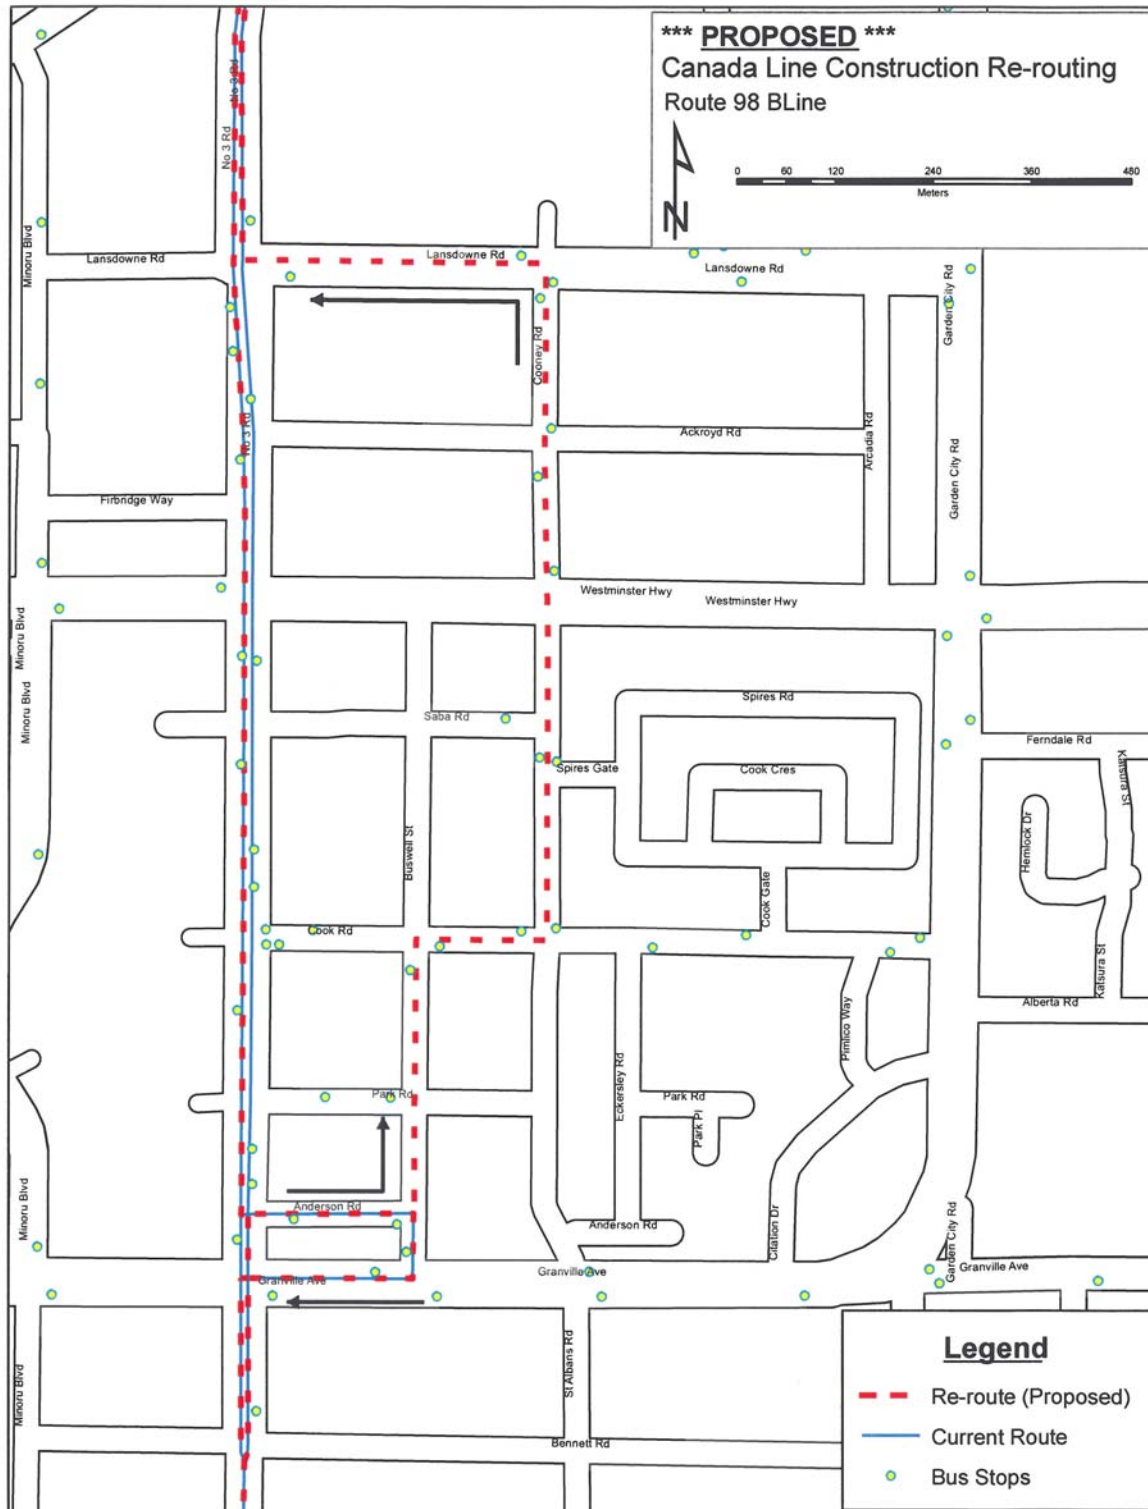 *** PROPOSED ***
Canada Line Construction Re-routing
Route 98 BLine
N
0 60 120 240 360 480
Meters
No 3 Rd
No 3 Rd
Minoru Blvd
Lansdowne Rd
Lansdowne Rd
Lansdowne Rd
Garden City Rd
Cooney Rd
No 3 Rd
Ackroyd Rd
Arcadia Rd
Garden City Rd
Firbridge Way
Westminster Hwy
Westminster Hwy
Minoru Blvd
Minoru Blvd
Spires Rd
Saba Rd
Ferndale Rd
Katsura St
Spires Gate
Cook Cres
Hemlock Dr
Buswell St
Cook Gate
Cook Rd
Katsura St
Alberta Rd
Pimlico Way
Eckersley Rd
Park Rd
Park Rd
Park Pl
Minoru Blvd
Anderson Rd
Anderson Rd
Citation Dr
Garden City Rd
Granville Ave
Granville Ave
Granville Ave
Minoru Blvd
St Albans Rd
Bennett Rd
Legend
Re-route (Proposed)
Current Route
Bus Stops